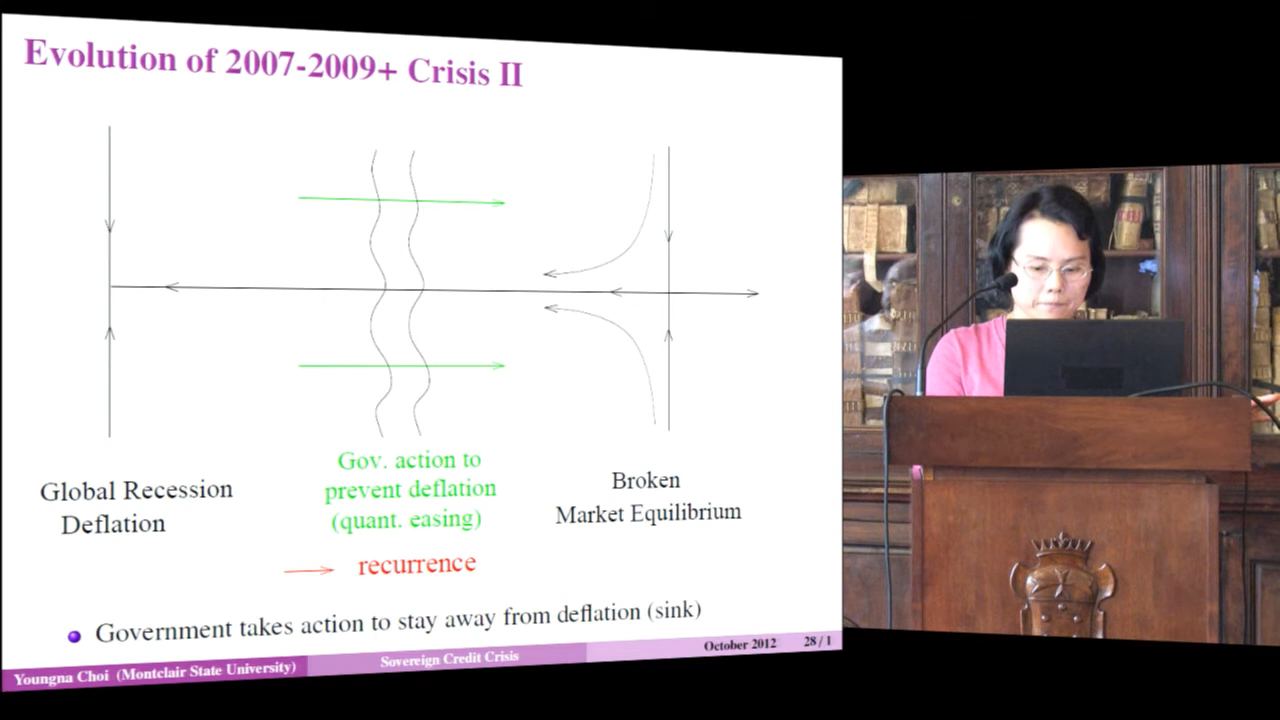 Evolution of 2007-2009+ Crisis II
Global Recession
Deflation
Gov. action to
prevent deflation
(quant. easing)
Broken
Market Equilibrium
recurrence
Government takes action to stay away from deflation (sink)
Youngna Choi (Montclair State University)
Sovereign Credit Crisis
October 2012
28 / 1